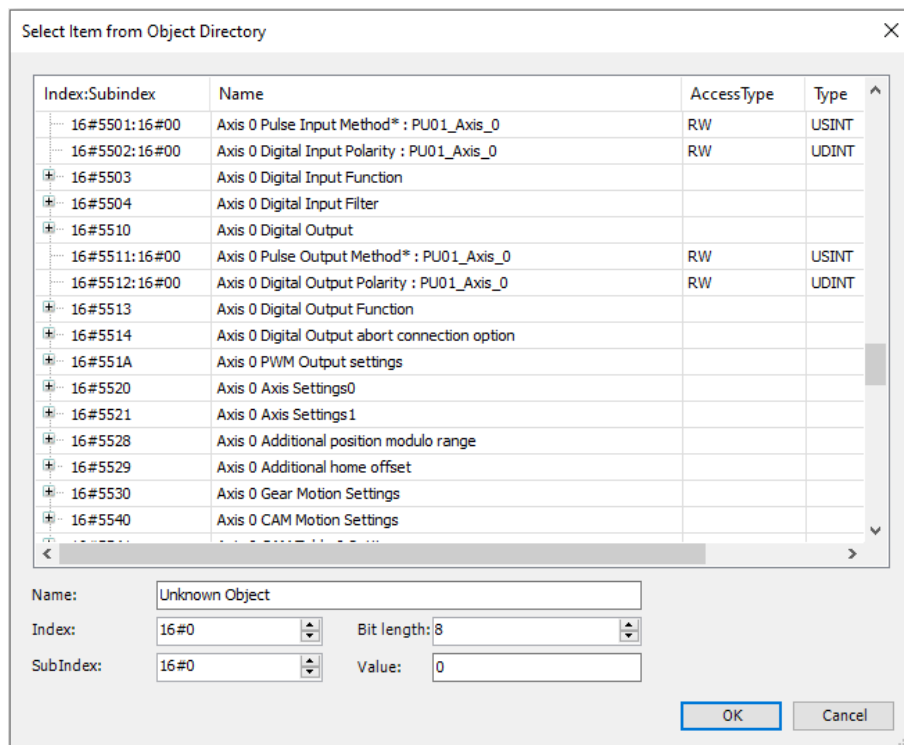 Select Item from Object Directory
Index:Subindex Name AccessType Type
16#5501:16#00 Axis 0 Pulse Input Method* : PU01_Axis_0 RW USINT
16#5502:16#00 Axis 0 Digital Input Polarity : PU01_Axis_0 RW UDINT
16#5503 Axis 0 Digital Input Function
16#5504 Axis 0 Digital Input Filter
16#5510 Axis 0 Digital Output
16#5511:16#00 Axis 0 Pulse Output Method* : PU01_Axis_0 RW USINT
16#5512:16#00 Axis 0 Digital Output Polarity : PU01_Axis_0 RW UDINT
16#5513 Axis 0 Digital Output Function
16#5514 Axis 0 Digital Output abort connection option
16#551A Axis 0 PWM Output settings
16#5520 Axis 0 Axis Settings0
16#5521 Axis 0 Axis Settings1
16#5528 Axis 0 Additional position modulo range
16#5529 Axis 0 Additional home offset
16#5530 Axis 0 Gear Motion Settings
16#5540 Axis 0 CAM Motion Settings
Name: Unknown Object
Index: 16#0 Bit length: 8
SubIndex: 16#0 Value: 0
OK Cancel